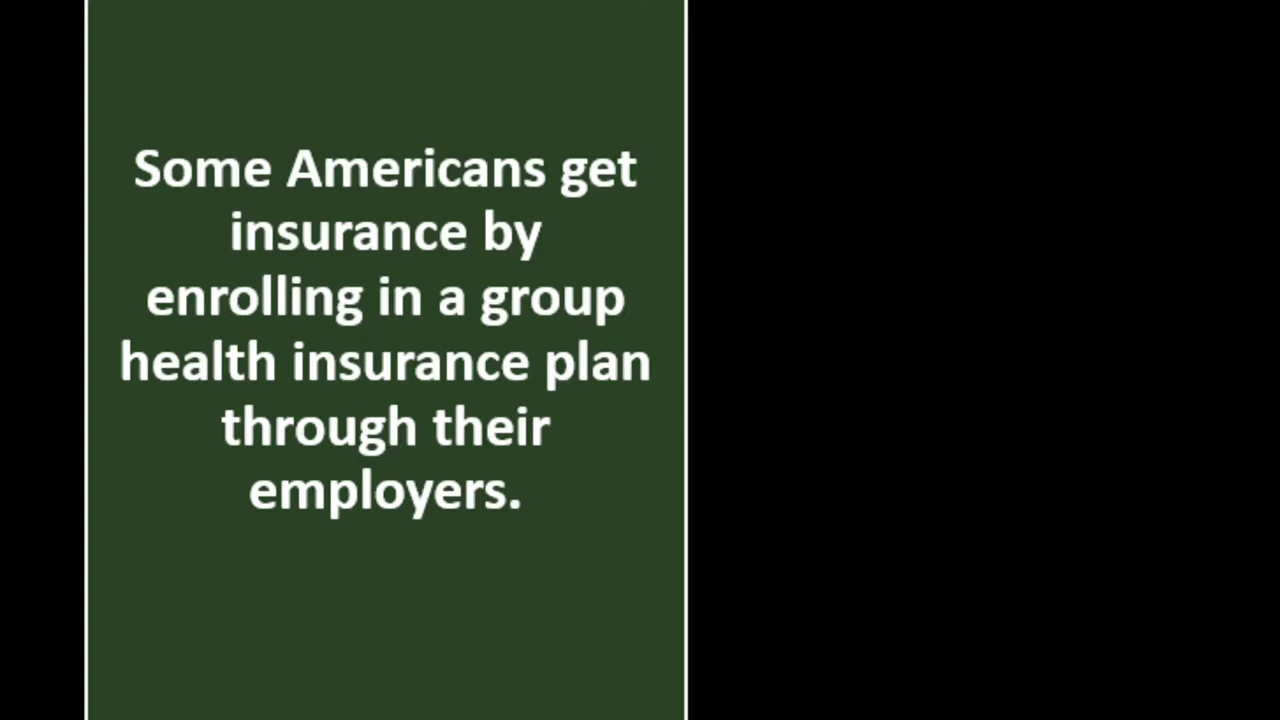 Some Americans get
insurance by
enrolling in a group
health insurance plan
through their
employers.